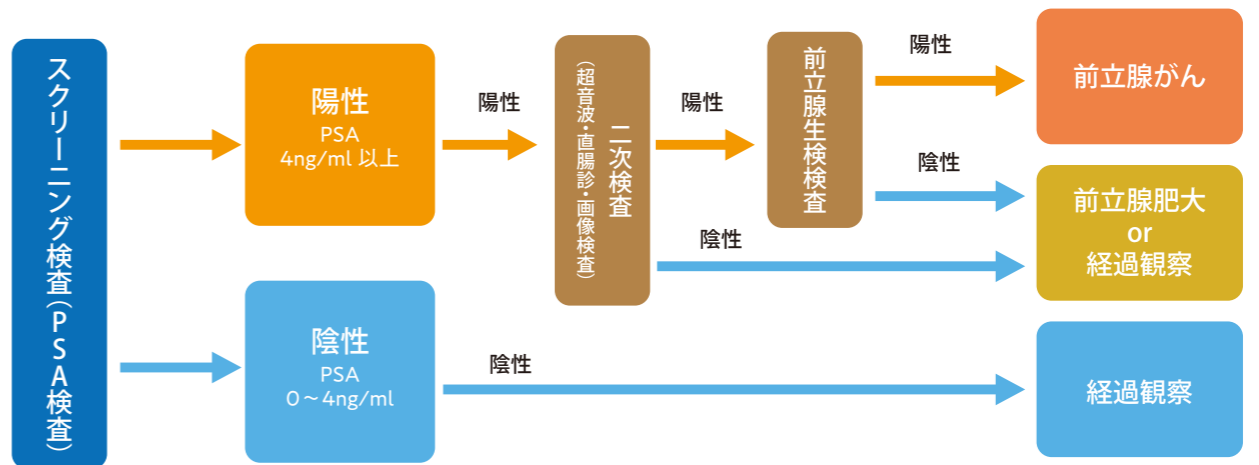 スクリーニング検査(PSA検査)
陽性
PSA
4ng/ml 以上
陽性
二次検査
(超音波・直腸診・画像検査)
陽性
前立腺生検検査
陽性
前立腺がん
陰性
前立腺肥大
or
経過観察
陰性
陰性
PSA
0～4ng/ml
陰性
経過観察